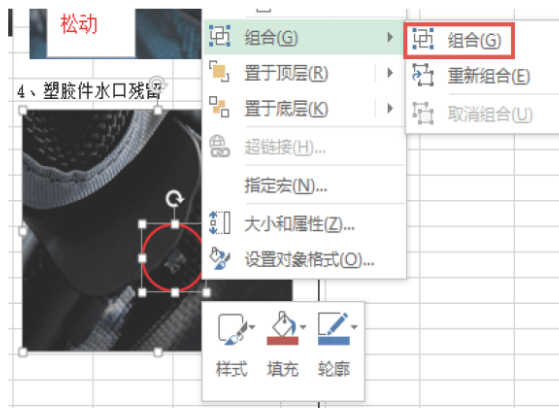 松动
组合(G)
组合(G)
置于顶层(R)
重新组合(E)
4、塑胶件水口残留
置于底层(K)
取消组合(U)
超链接(H)...
指定宏(N)...
大小和属性(Z)...
设置对象格式(O)...
样式 填充 轮廓